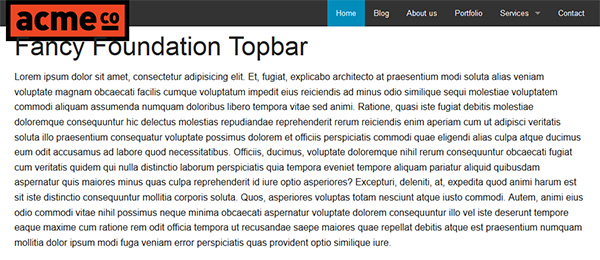 acme co
Home Blog About us Portfolio Services Contact
Fancy Foundation Topbar
Lorem ipsum dolor sit amet, consectetur adipisicing elit. Et, fugiat, explicabo architecto at praesentium modi soluta alias veniam
voluptate magnam obcaecati facilis cumque voluptatum impedit eius reiciendis ad minus odio similique sequi molestiae voluptatem
commodi aliquam assumenda numquam doloribus libero tempora vitae sed animi. Ratione, quasi iste fugiat debitis molestiae
doloremque consequuntur hic delectus molestias repudiandae reprehenderit rerum reiciendis enim aperiam cum ut adipisci veritatis
soluta illo praesentium consequatur voluptate possimus dolorem et officiis perspiciatis commodi quae eligendi alias culpa atque ducimus
eum odit accusamus ad labore quod necessitatibus. Officiis, ducimus, voluptate doloremque nihil rerum consequuntur obcaecati fugiat
cum veritatis quidem qui nulla distinctio laborum perspiciatis quia tempora eveniet tempore aliquam pariatur aliquid quibusdam
aspernatur quis maiores minus quas culpa reprehenderit id iure optio asperiores? Excepturi, deleniti, at, expedita quod animi harum est
sit iste distinctio consequuntur mollitia corporis soluta. Quos, asperiores voluptas totam nesciunt atque iusto commodi. Autem, animi eius
odio commodi vitae nihil possimus neque minima obcaecati aspernatur voluptate dolorem consequuntur illo vel iste deserunt tempore
eaque maxime cum ratione rem odit officia tempora ut recusandae saepe maiores quae repellat debitis atque est praesentium numquam
mollitia dolor ipsum modi fuga veniam error perspiciatis quas provident optio similique iure.